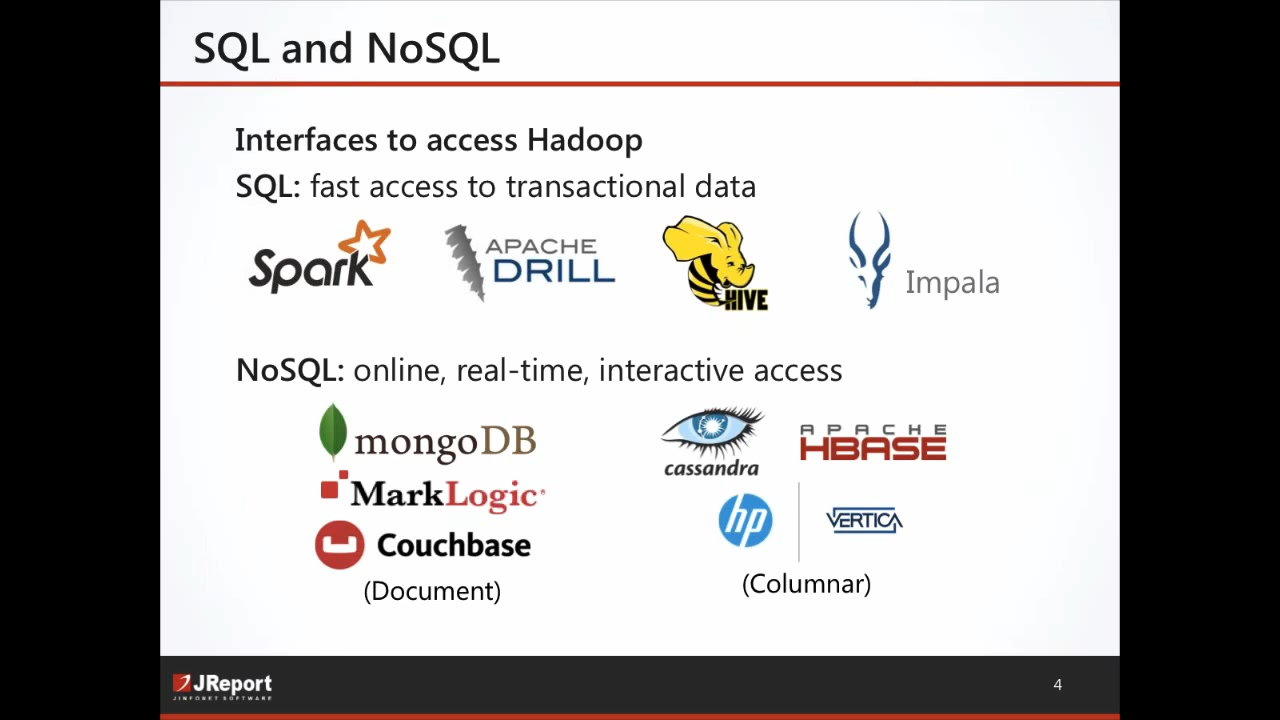 SQL and NoSQL
Interfaces to access Hadoop
SQL: fast access to transactional data
Spark
APACHE
DRILL
HIVE
Impala
NoSQL: online, real-time, interactive access
mongoDB
MarkLogic
Couchbase
(Document)
cassandra
APACHE
HBASE
hp
VERTICA
(Columnar)
JReport
JINFONET SOFTWARE
4